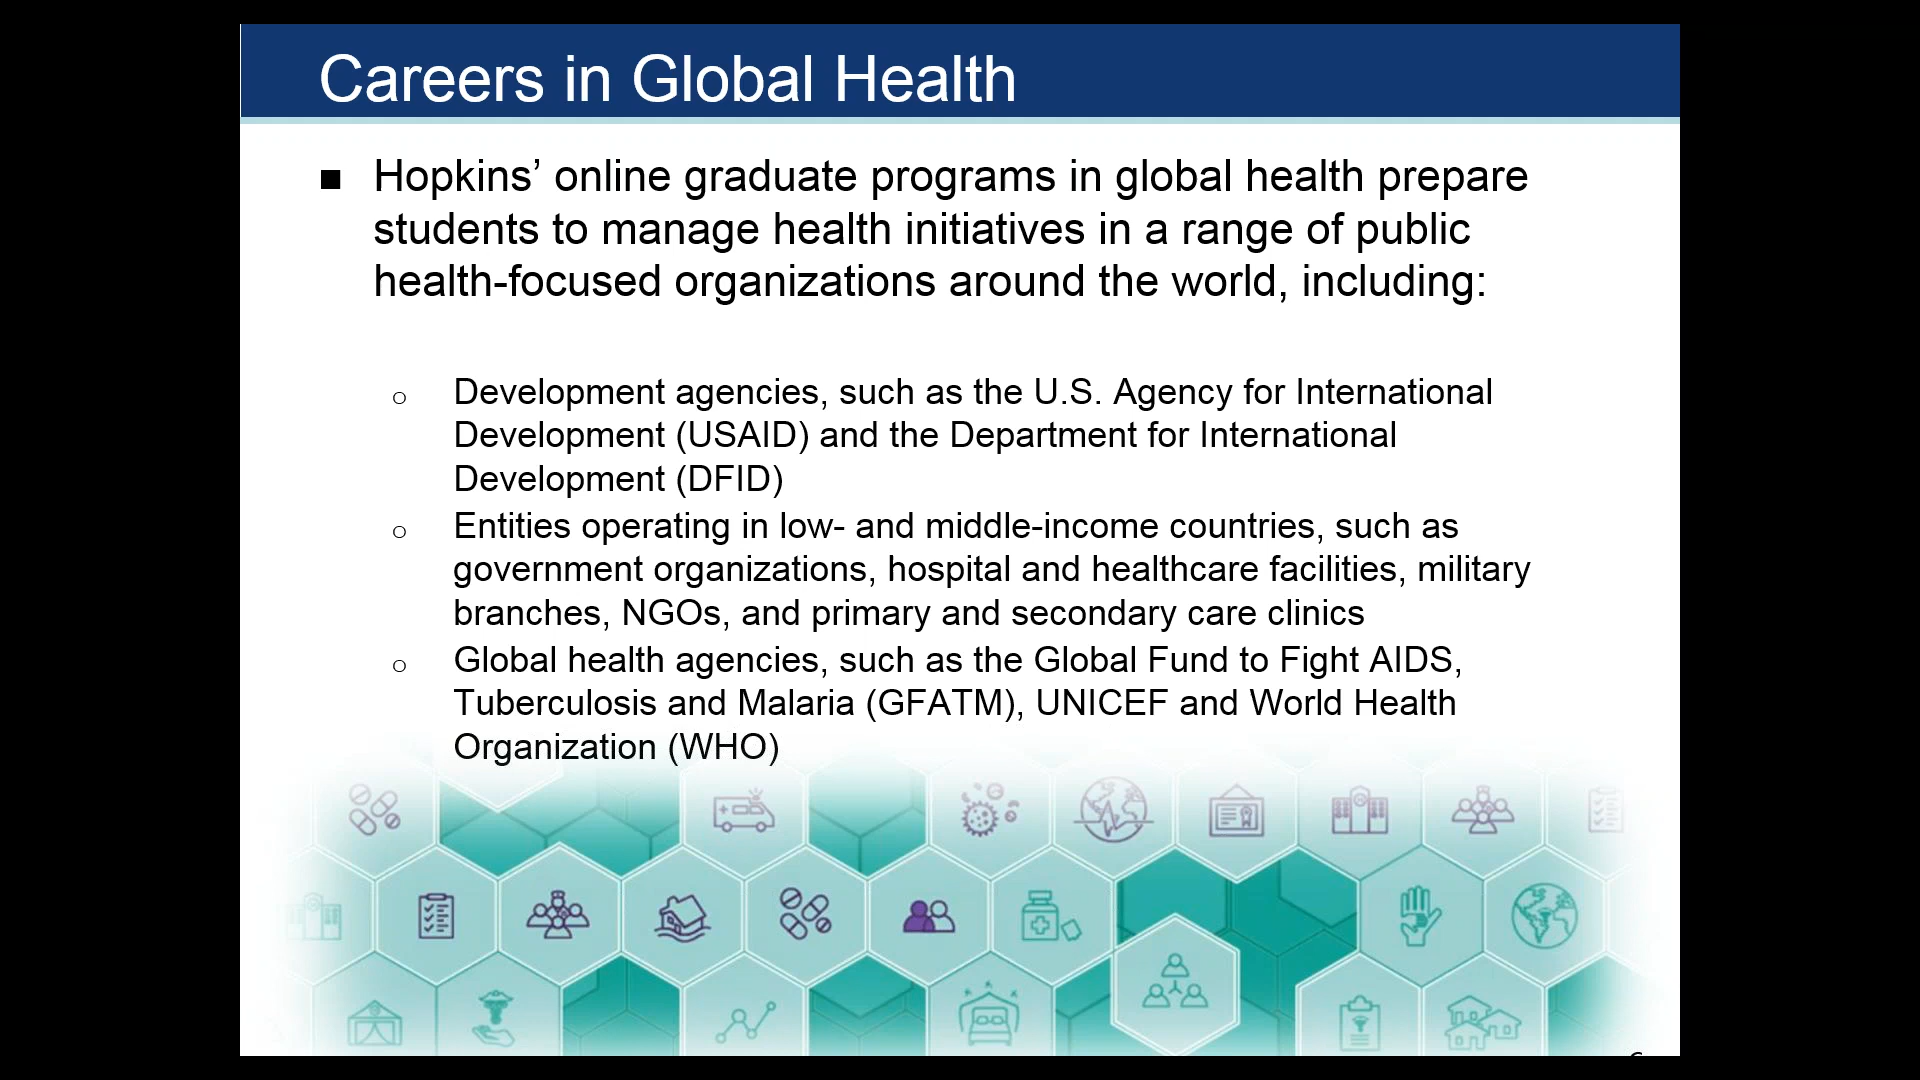 Careers in Global Health
■ Hopkins’ online graduate programs in global health prepare
students to manage health initiatives in a range of public
health-focused organizations around the world, including:
o Development agencies, such as the U.S. Agency for International
Development (USAID) and the Department for International
Development (DFID)
o Entities operating in low- and middle-income countries, such as
government organizations, hospital and healthcare facilities, military
branches, NGOs, and primary and secondary care clinics
o Global health agencies, such as the Global Fund to Fight AIDS,
Tuberculosis and Malaria (GFATM), UNICEF and World Health
Organization (WHO)